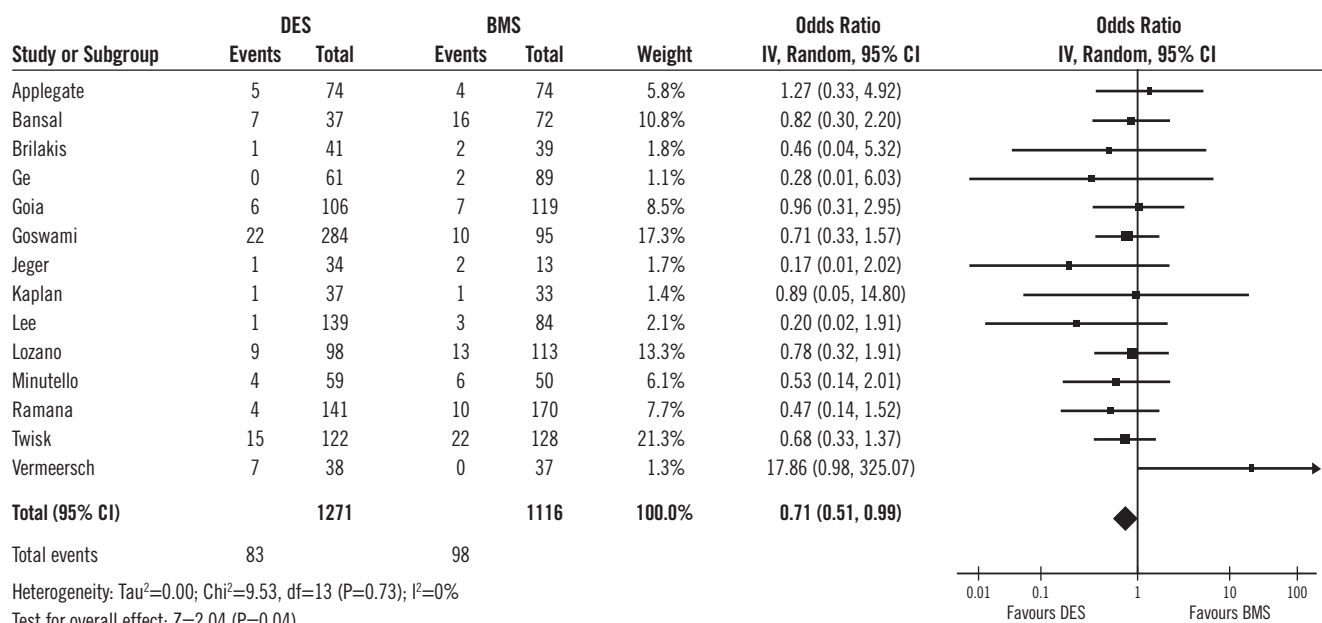 DES BMS Odds Ratio Odds Ratio
Study or Subgroup Events Total Events Total Weight IV, Random, 95% CI IV, Random, 95% CI
Applegate 5 74 4 74 5.8% 1.27 (0.33, 4.92)
Bansal 7 37 16 72 10.8% 0.82 (0.30, 2.20)
Brilakis 1 41 2 39 1.8% 0.46 (0.04, 5.32)
Ge 0 61 2 89 1.1% 0.28 (0.01, 6.03)
Goia 6 106 7 119 8.5% 0.96 (0.31, 2.95)
Goswami 22 284 10 95 17.3% 0.71 (0.33, 1.57)
Jeger 1 34 2 13 1.7% 0.17 (0.01, 2.02)
Kaplan 1 37 1 33 1.4% 0.89 (0.05, 14.80)
Lee 1 139 3 84 2.1% 0.20 (0.02, 1.91)
Lozano 9 98 13 113 13.3% 0.78 (0.32, 1.91)
Minutello 4 59 6 50 6.1% 0.53 (0.14, 2.01)
Ramana 4 141 10 170 7.7% 0.47 (0.14, 1.52)
Twisk 15 122 22 128 21.3% 0.68 (0.33, 1.37)
Vermeersch 7 38 0 37 1.3% 17.86 (0.98, 325.07)
Total (95% CI) 1271 1116 100.0% 0.71 (0.51, 0.99)
Total events 83 98
Heterogeneity: Tau²=0.00; Chi²=9.53, df=13 (P=0.73); I²=0%
Test for overall effect: Z=2.04 (P=0.04)
0.01 0.1 1 10 100
Favours DES Favours BMS